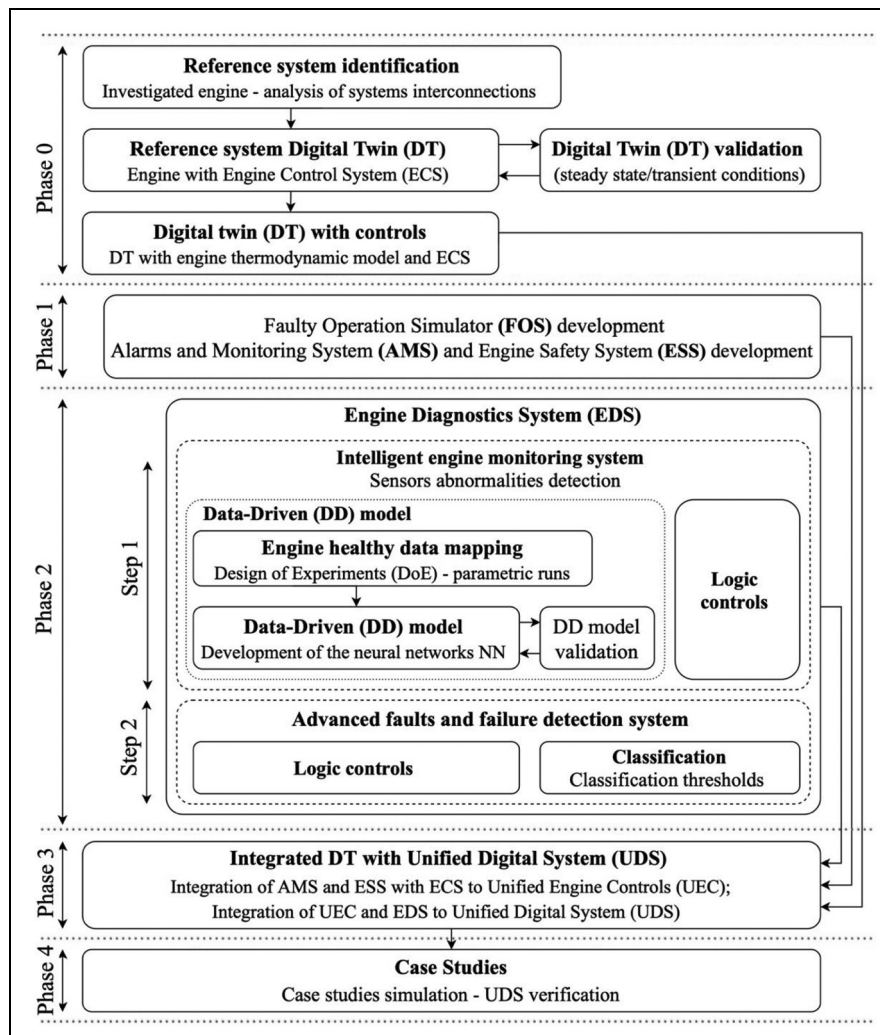 Phase 0
Reference system identification
Investigated engine - analysis of systems interconnections
Reference system Digital Twin (DT)
Engine with Engine Control System (ECS)
Digital Twin (DT) validation
(steady state/transient conditions)
Digital twin (DT) with controls
DT with engine thermodynamic model and ECS
Phase 1
Faulty Operation Simulator (FOS) development
Alarms and Monitoring System (AMS) and Engine Safety System (ESS) development
Phase 2
Engine Diagnostics System (EDS)
Step 1
Intelligent engine monitoring system
Sensors abnormalities detection
Data-Driven (DD) model
Engine healthy data mapping
Design of Experiments (DoE) - parametric runs
Data-Driven (DD) model
Development of the neural networks NN
DD model
validation
Logic
controls
Step 2
Advanced faults and failure detection system
Logic controls
Classification
Classification thresholds
Phase 3
Integrated DT with Unified Digital System (UDS)
Integration of AMS and ESS with ECS to Unified Engine Controls (UEC);
Integration of UEC and EDS to Unified Digital System (UDS)
Phase 4
Case Studies
Case studies simulation - UDS verification